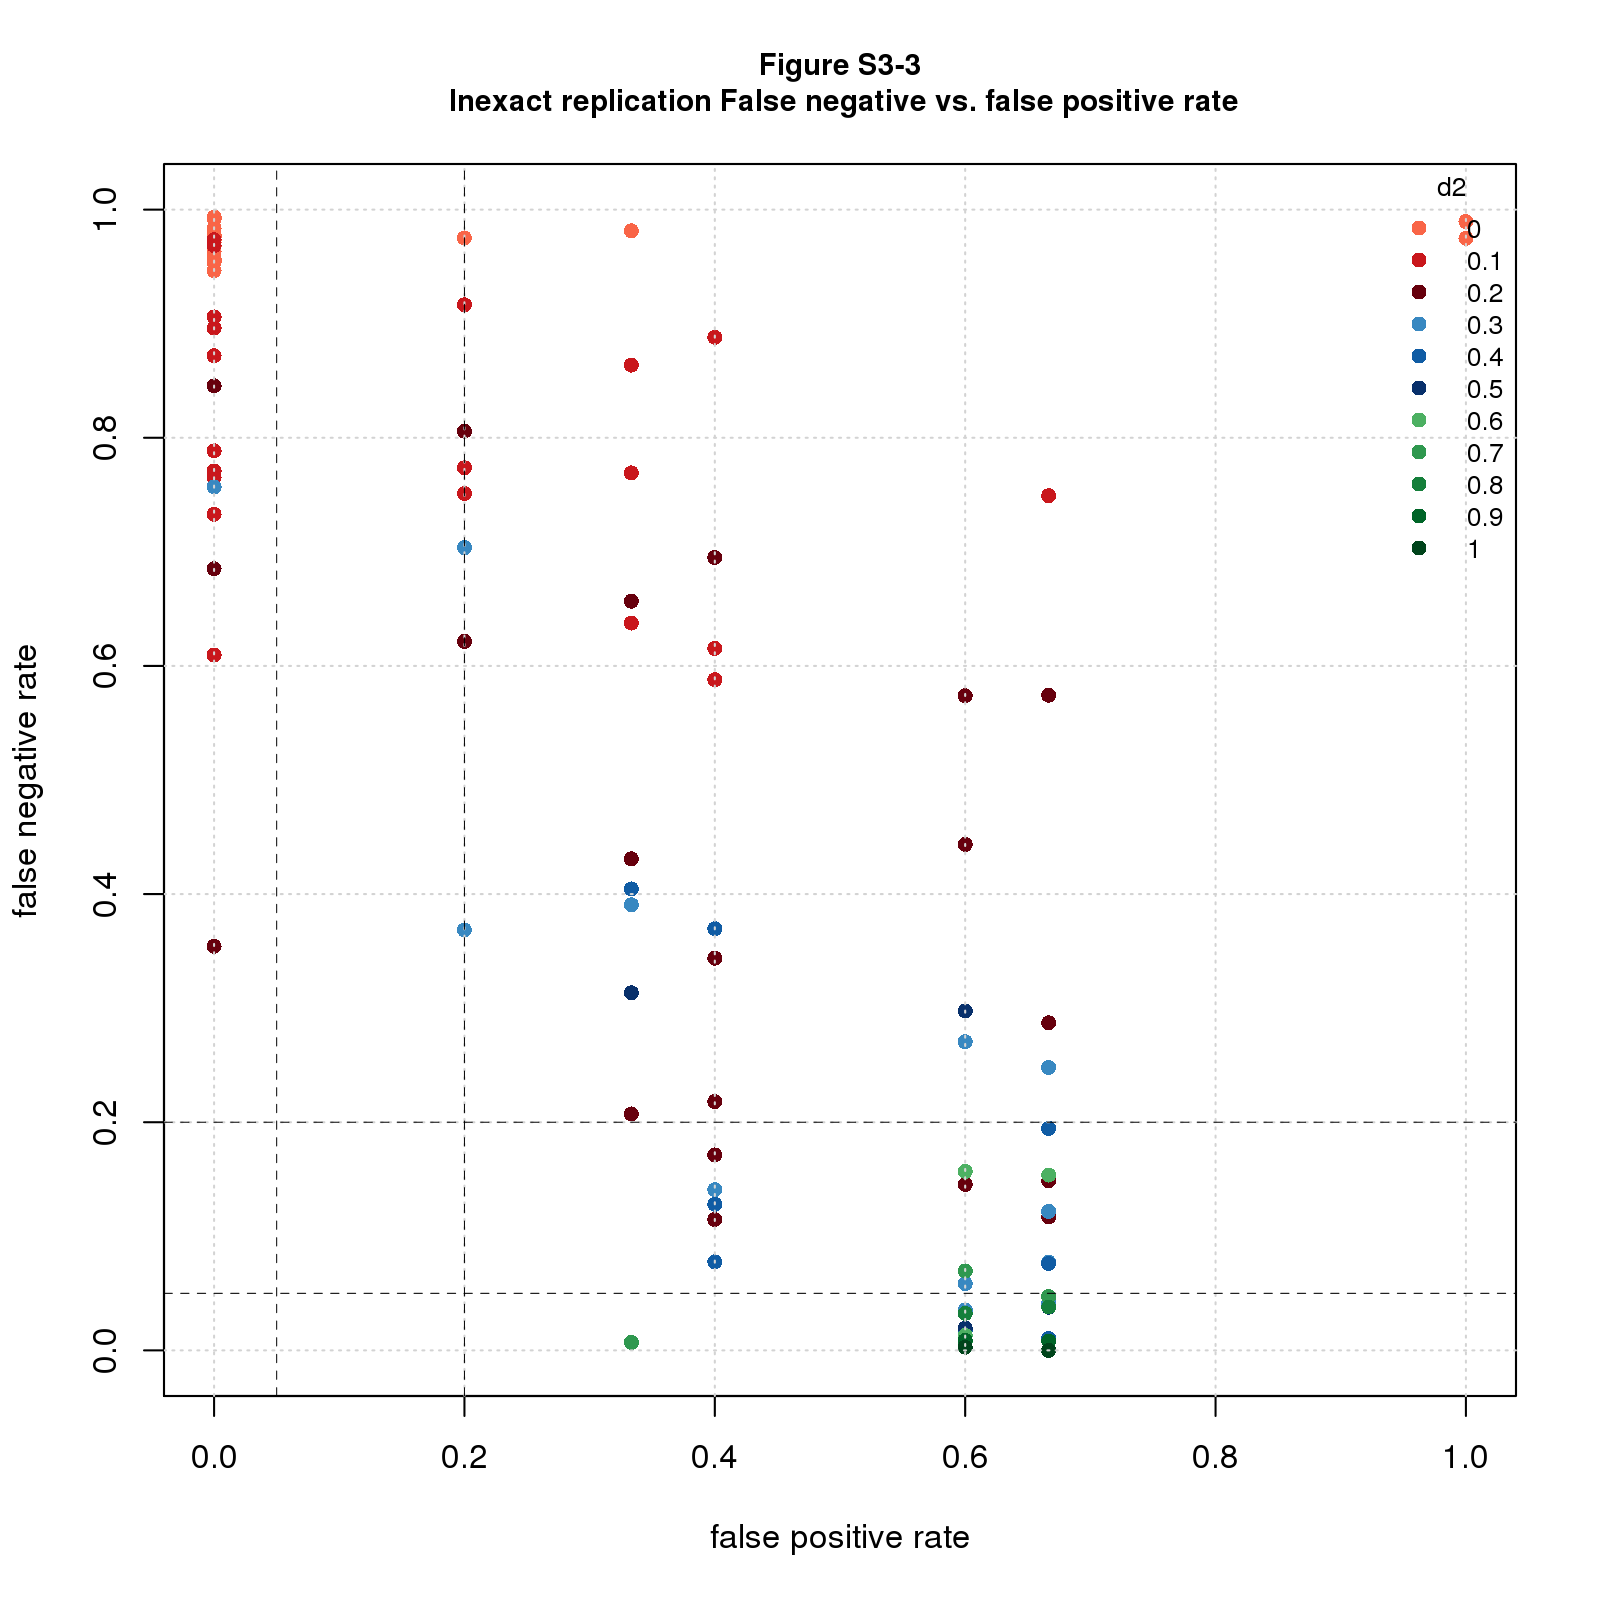 Figure S3-3
Inexact replication False negative vs. false positive rate
d2
0
0.1
0.2
0.3
0.4
0.5
0.6
0.7
0.8
0.9
1
false negative rate
1.0
0.8
0.6
0.4
0.2
0.0
0.0 0.2 0.4 0.6 0.8 1.0
false positive rate